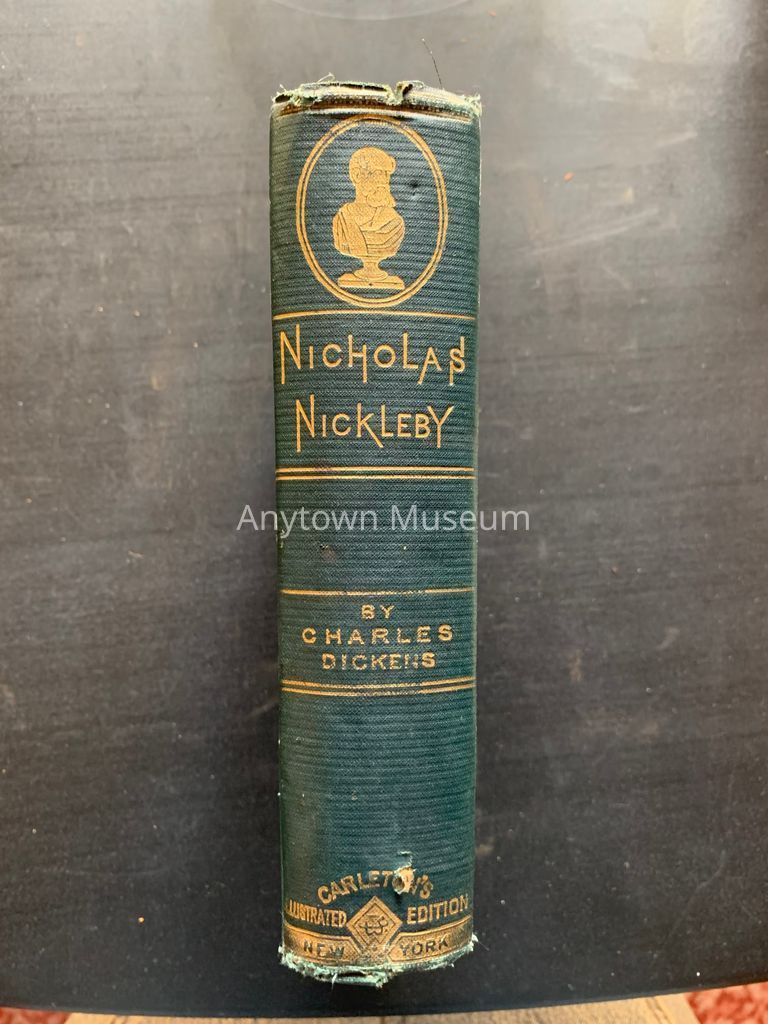 NICHOLAS
NICKLEBY
Anytown Museum
BY
CHARLES
DICKENS
CARLETON'S
ILLUSTRATED EDITION
NEW YORK